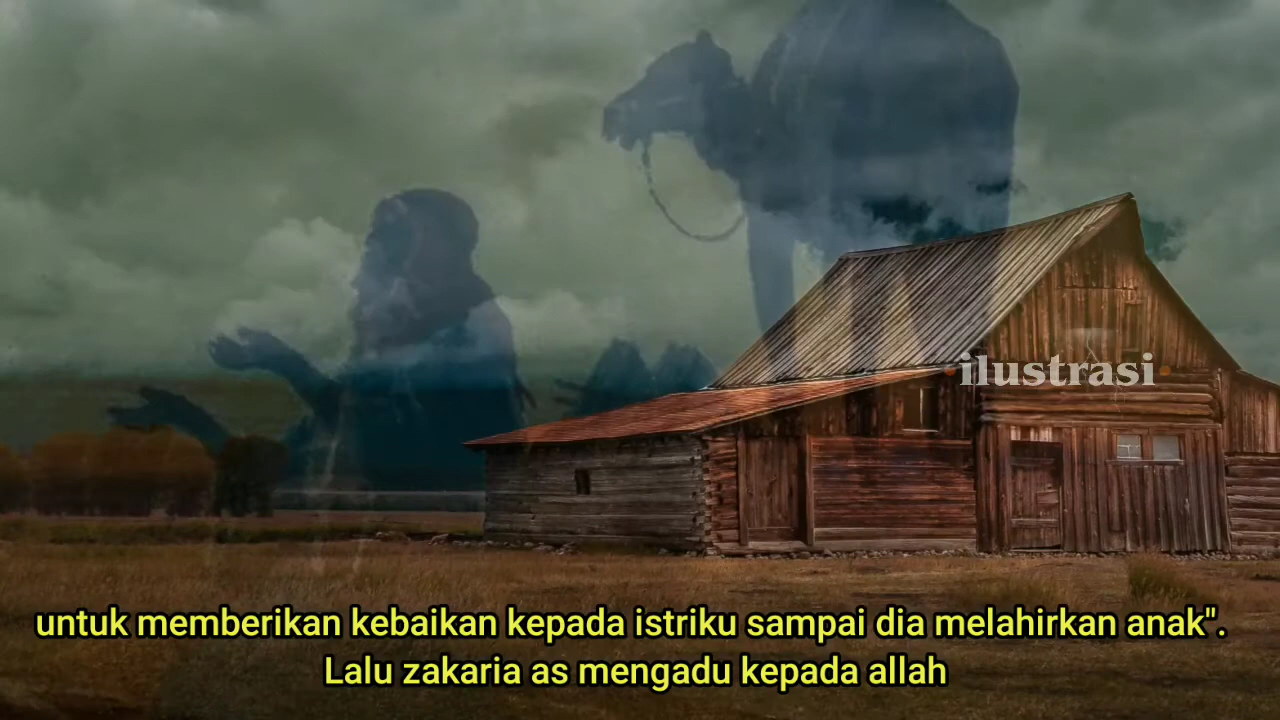 ilustrasi
untuk memberikan kebaikan kepada istriku sampai dia melahirkan anak".
Lalu zakaria as mengadu kepada allah